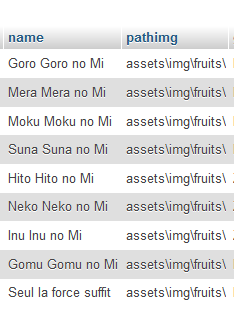 name pathimg
Goro Goro no Mi assets\img\fruits\
Mera Mera no Mi assets\img\fruits\
Moku Moku no Mi assets\img\fruits\
Suna Suna no Mi assets\img\fruits\
Hito Hito no Mi assets\img\fruits\
Neko Neko no Mi assets\img\fruits\
Inu Inu no Mi assets\img\fruits\
Gomu Gomu no Mi assets\img\fruits\
Seul la force suffit assets\img\fruits\